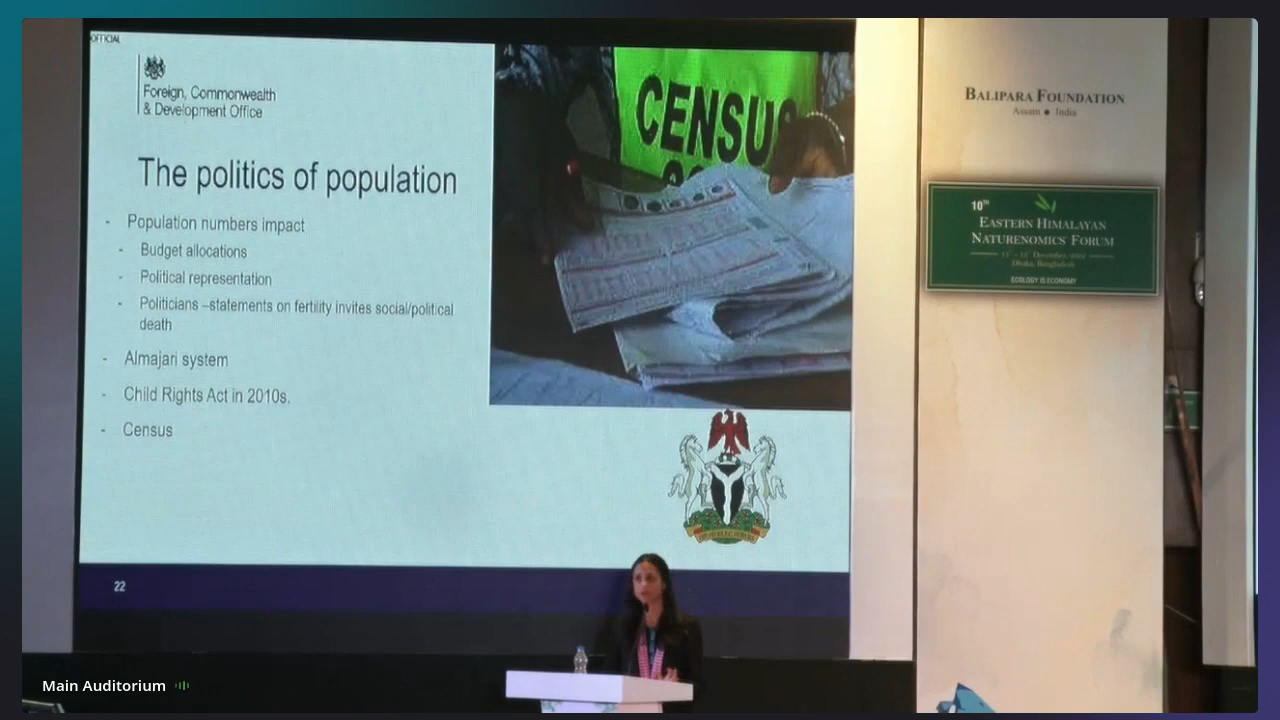 OFFICIAL
Foreign, Commonwealth
& Development Office
The politics of population
- Population numbers impact
- Budget allocations
- Political representation
- Politicians –statements on fertility invites social/political
death
- Almajari system
- Child Rights Act in 2010s.
- Census
22
CENSUS
BALIPARA FOUNDATION
Assam ● India
10TH
EASTERN HIMALAYAN
NATURENOMICS FORUM
Dhaka, Bangladesh
ECOLOGY IS ECONOMY
Main Auditorium